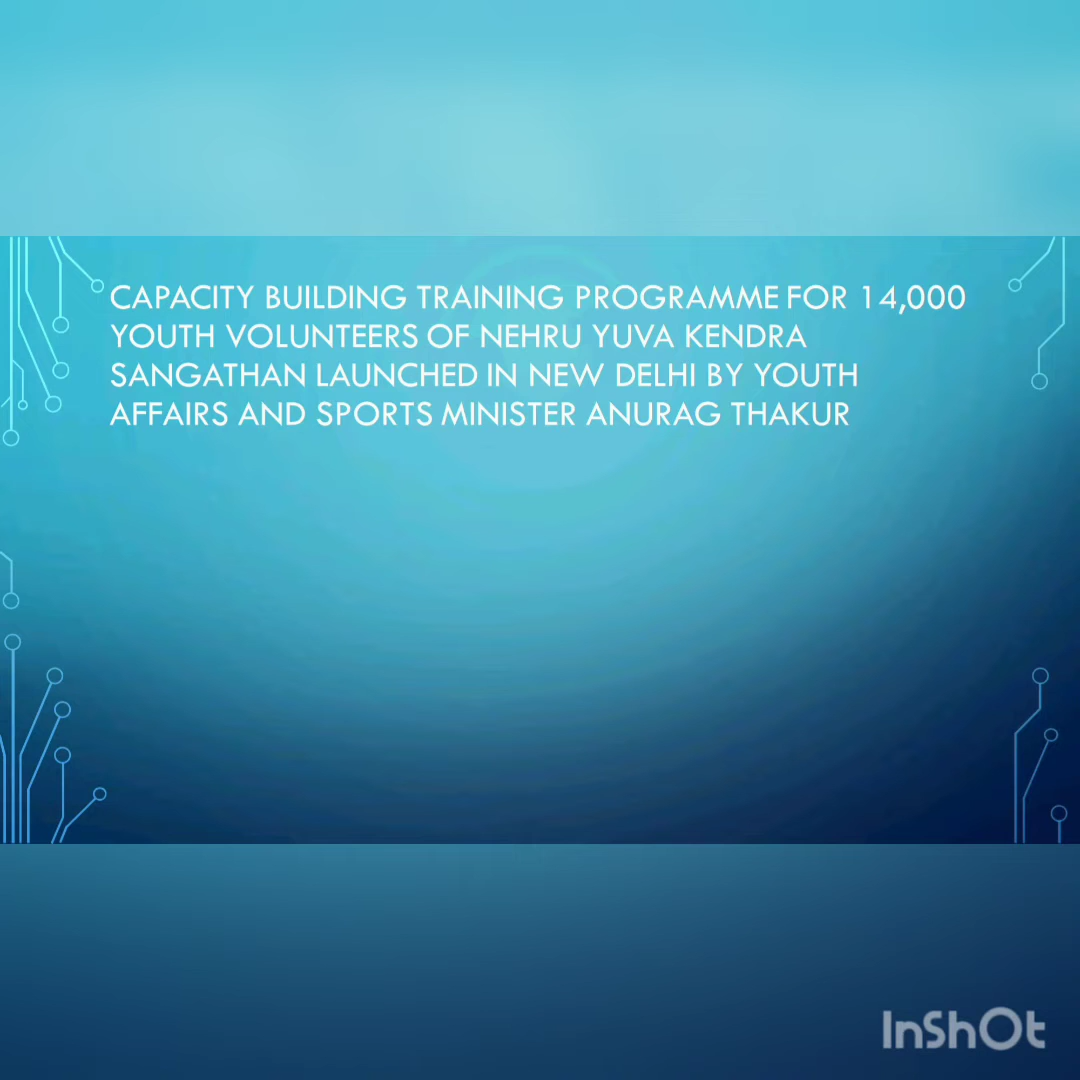 CAPACITY BUILDING TRAINING PROGRAMME FOR 14,000
YOUTH VOLUNTEERS OF NEHRU YUVA KENDRA
SANGATHAN LAUNCHED IN NEW DELHI BY YOUTH
AFFAIRS AND SPORTS MINISTER ANURAG THAKUR
InShOt